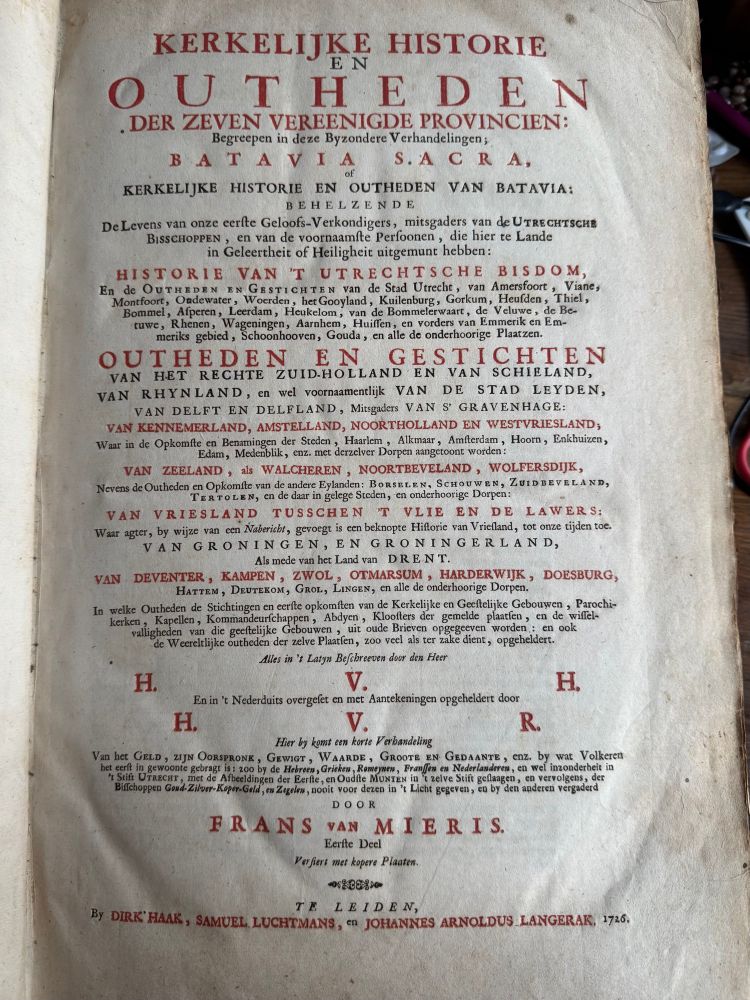 KERKELIJKE HISTORIE
EN
OUTHEDEN
DER ZEVEN VEREENIGDE PROVINCIEN:
Begreepen in deze Byzondere Verhandelingen;
BATAVIA SACRA,
of
KERKELIJKE HISTORIE EN OUTHEDEN VAN BATAVIA:
BEHELZENDE
De Levens van onze eerſte Geloofs-Verkondigers, mitsgaders van de UTRECHTSCHE
BISSCHOPPEN, en van de voornaamſte Perſoonen, die hier te Lande
in Geleertheit of Heiligheit uitgemunt hebben:
HISTORIE VAN 'T UTRECHTSCHE BISDOM,
En de OUTHEDEN EN GESTICHTEN van de Stad Utrecht, van Amersfoort, Viane,
Montfoort, Oudewater, Woerden, het Gooyland, Kuilenburg, Gorkum, Heuſden, Thiel,
Bommel, Aſperen, Leerdam, Heukelom, van de Bommelerwaart, de Veluwe, de Be-
tuwe, Rhenen, Wageningen, Aarnhem, Huiſſen, en vorders van Emmerik en Em-
meriks gebied, Schoonhooven, Gouda, en alle de onderhoorige Plaatzen.
OUTHEDEN EN GESTICHTEN
VAN HET RECHTE ZUID-HOLLAND EN VAN SCHIELAND,
VAN RHYNLAND, en wel voornaamentlijk VAN DE STAD LEYDEN,
VAN DELFT EN DELFLAND, Mitsgaders VAN S' GRAVENHAGE:
VAN KENNEMERLAND, AMSTELLAND, NOORTHOLLAND EN WESTVRIESLAND;
Waar in de Opkomſte en Benamingen der Steden, Haarlem, Alkmaar, Amſterdam, Hoorn, Enkhuizen,
Edam, Medenblik, enz. met derzelver Dorpen aangetoont worden:
VAN ZEELAND, als WALCHEREN, NOORTBEVELAND, WOLFERSDIJK,
Nevens de Outheden en Opkomſte van de andere Eylanden: BORSELEN, SCHOUWEN, ZUIDBEVELAND,
TERTOLEN, en de daar in gelege Steden, en onderhoorige Dorpen:
VAN VRIESLAND TUSSCHEN 'T VLIE EN DE LAWERS:
Waar agter, by wijze van een Nabericht, gevoegt is een beknopte Hiſtorie van Vrieſland, tot onze tijden toe.
VAN GRONINGEN, EN GRONINGERLAND,
Als mede van het Land van DRENT.
VAN DEVENTER, KAMPEN, ZWOL, OTMARSUM, HARDERWIJK, DOESBURG,
HATTEM, DEUTEKOM, GROL, LINGEN, en alle de onderhoorige Dorpen.
In welke Outheden de Stichtingen en eerſte opkomſten van de Kerkelijke en Geeſtelijke Gebouwen, Parochi-
kerken, Kapellen, Kommandeurſchappen, Abdyen, Kloosters der gemelde plaatſen, en de wiſſel-
valligheden van die geeſtelijke Gebouwen, uit oude Brieven opgegeeven worden: en ook
de Weereltlijke outheden der zelve Plaatſen, zoo veel als ter zake dient, opgeheldert.
Alles in 't Latyn Beſchreeven door den Heer
H. V. H.
En in 't Nederduits overgeſet en met Aantekeningen opgeheldert door
H. V. R.
Hier by komt een korte Verhandeling
Van het GELD, ZIJN OORSPRONK, GEWIGT, WAARDE, GROOTE EN GEDAANTE, enz. by wat Volkeren
het eerſt in gewoonte gebragt is: zoo by de Hebreen, Grieken, Romeynen, Franſſen en Nederlanderen, en wel inzonderheid in
't Stift UTRECHT, met de Afbeeldingen der Eerſte, en Oudſte MUNTEN in 't zelve Stift geſlaagen, en vervolgens, der
Biſſchoppen Goud-Zilver-Koper-Geld, en Zegelen, nooit voor dezen in 't Licht gegeven, en by den anderen vergaderd
DOOR
FRANS VAN MIERIS.
Eerſte Deel
Verſiert met kopere Plaaten.
TE LEIDEN,
By DIRK HAAK, SAMUEL LUCHTMANS, en JOHANNES ARNOLDUS LANGERAK, 1726.